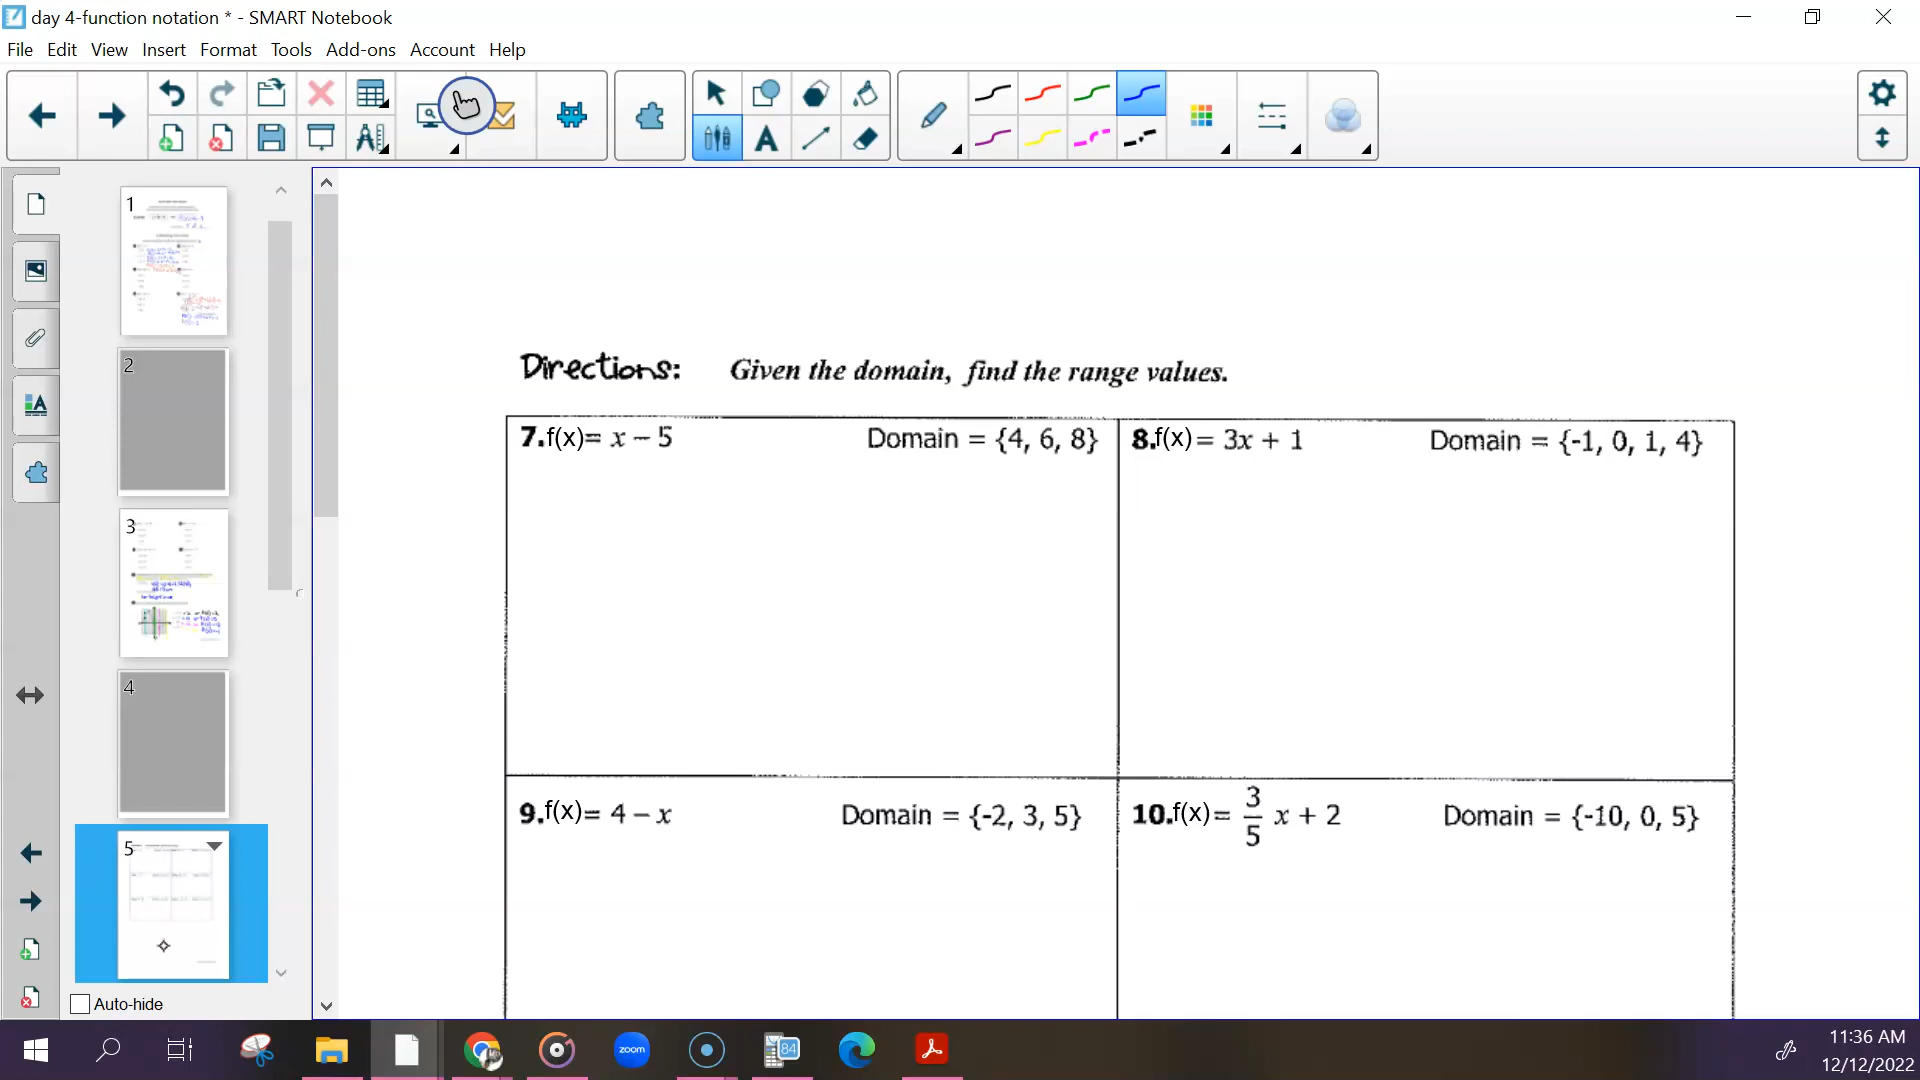 day 4-function notation * - SMART Notebook
File Edit View Insert Format Tools Add-ons Account Help
1
2
3
4
5
Auto-hide
Directions: Given the domain, find the range values.
7. f(x)= x – 5 Domain = {4, 6, 8}
8. f(x) = 3x + 1 Domain = {-1, 0, 1, 4}
9. f(x)= 4 – x Domain = {-2, 3, 5}
10. f(x)= 3/5 x + 2 Domain = {-10, 0, 5}
zoom
84
11:36 AM
12/12/2022